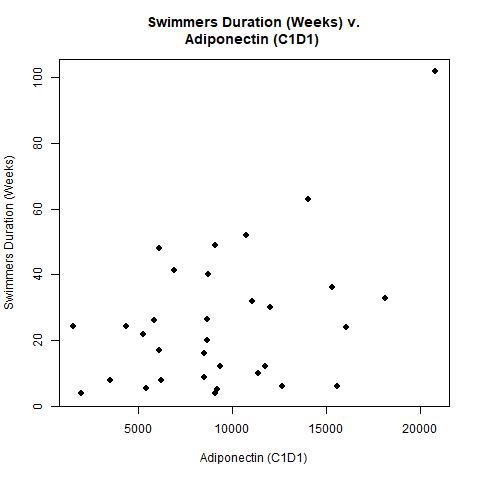 Swimmers Duration (Weeks) v.
Adiponectin (C1D1)
Swimmers Duration (Weeks)
100
80
60
40
20
0
5000
10000
15000
20000
Adiponectin (C1D1)